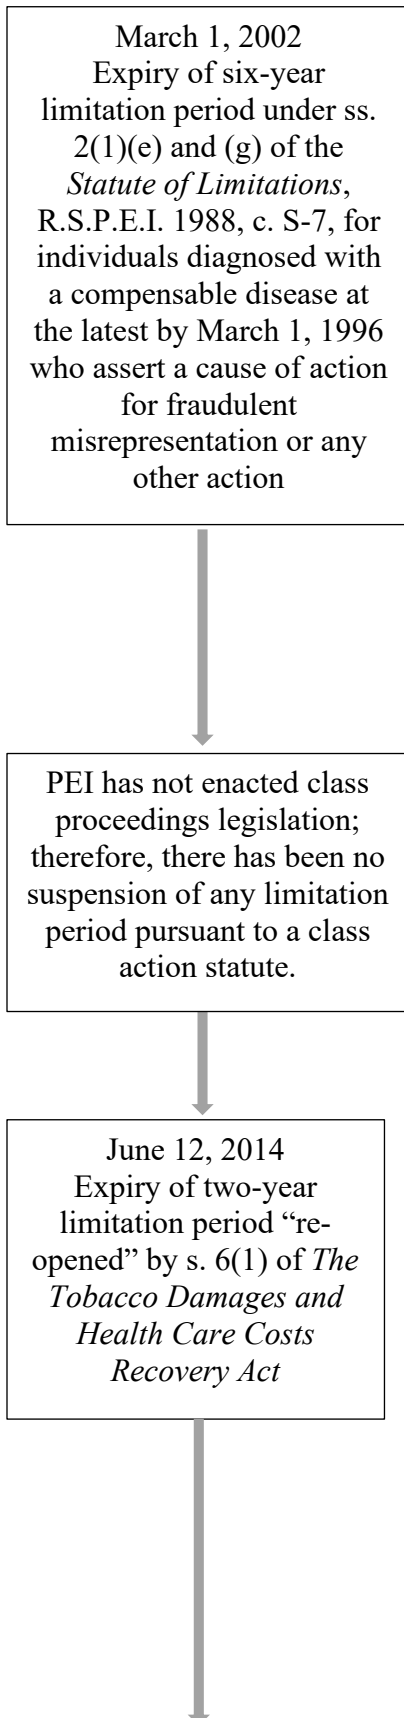 March 1, 2002
Expiry of six-year
limitation period under ss.
2(1)(e) and (g) of the
Statute of Limitations,
R.S.P.E.I. 1988, c. S-7, for
individuals diagnosed with
a compensable disease at
the latest by March 1, 1996
who assert a cause of action
for fraudulent
misrepresentation or any
other action
PEI has not enacted class
proceedings legislation;
therefore, there has been no
suspension of any limitation
period pursuant to a class
action statute.
June 12, 2014
Expiry of two-year
limitation period “re-
opened” by s. 6(1) of The
Tobacco Damages and
Health Care Costs
Recovery Act